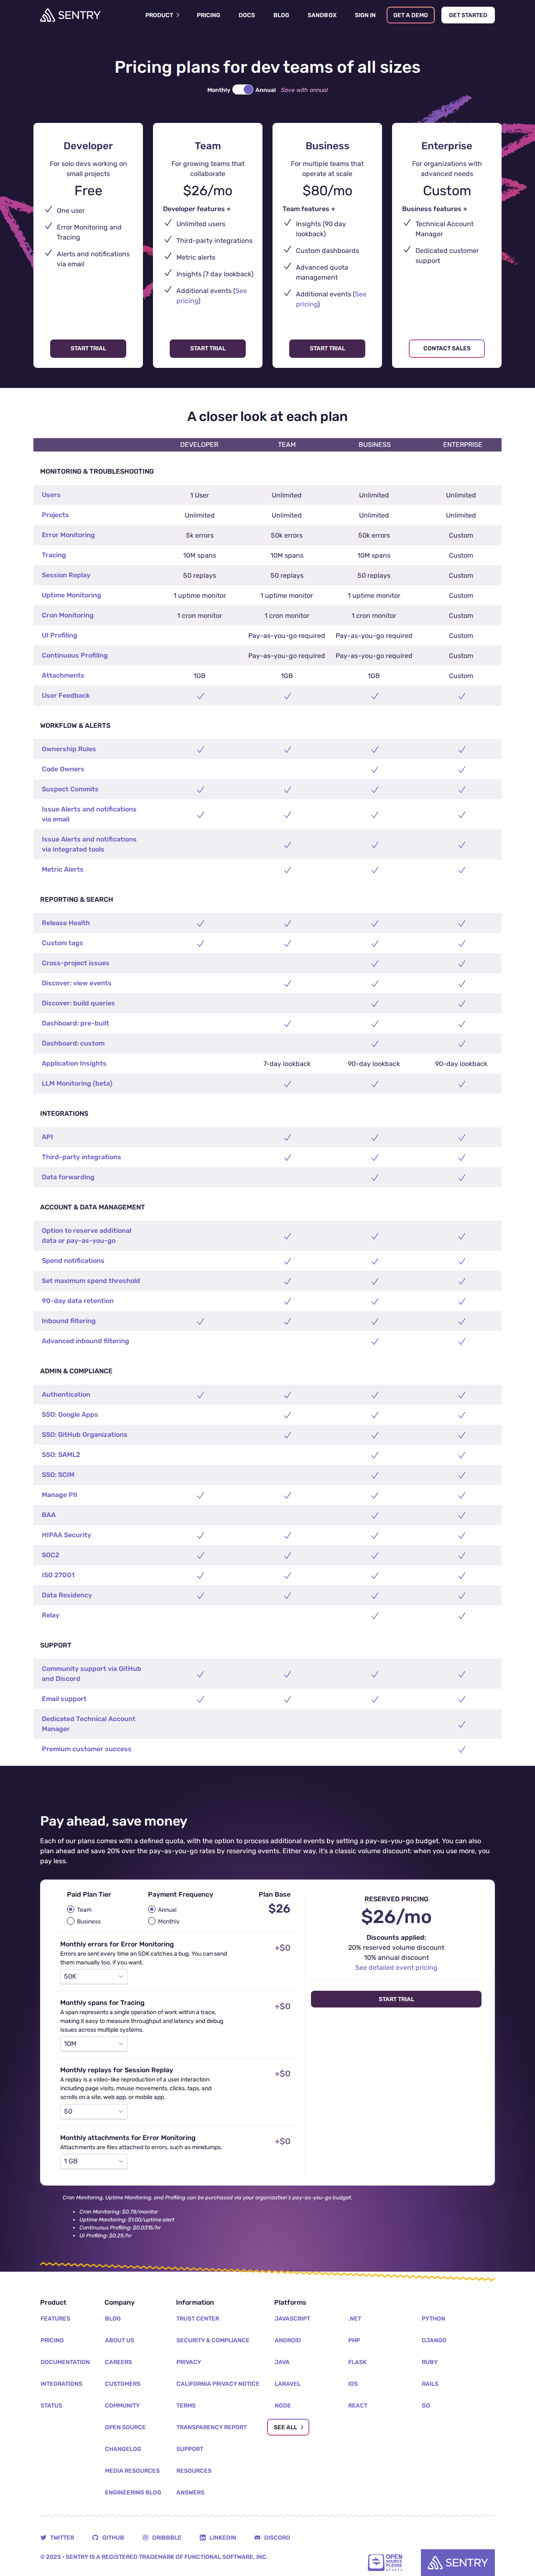 SENTRY
PRODUCT
PRICING
DOCS
BLOG
SANDBOX
SIGN IN
GET A DEMO
GET STARTED
Pricing plans for dev teams of all sizes
Monthly Annual Save with annual
Developer
For solo devs working on
small projects
Free
One user
Error Monitoring and
Tracing
Alerts and notifications
via email
START TRIAL
Team
For growing teams that
collaborate
$26/mo
Developer features +
Unlimited users
Third-party integrations
Metric alerts
Insights (7 day lookback)
Additional events (See
pricing)
START TRIAL
Business
For multiple teams that
operate at scale
$80/mo
Team features +
Insights (90 day
lookback)
Custom dashboards
Advanced quota
management
Additional events (See
pricing)
START TRIAL
Enterprise
For organizations with
advanced needs
Custom
Business features +
Technical Account
Manager
Dedicated customer
support
CONTACT SALES
A closer look at each plan
DEVELOPER TEAM BUSINESS ENTERPRISE
MONITORING & TROUBLESHOOTING
Users 1 User Unlimited Unlimited Unlimited
Projects Unlimited Unlimited Unlimited Unlimited
Error Monitoring 5k errors 50k errors 50k errors Custom
Tracing 10M spans 10M spans 10M spans Custom
Session Replay 50 replays 50 replays 50 replays Custom
Uptime Monitoring 1 uptime monitor 1 uptime monitor 1 uptime monitor Custom
Cron Monitoring 1 cron monitor 1 cron monitor 1 cron monitor Custom
UI Profiling Pay-as-you-go required Pay-as-you-go required Custom
Continuous Profiling Pay-as-you-go required Pay-as-you-go required Custom
Attachments 1GB 1GB 1GB Custom
User Feedback
WORKFLOW & ALERTS
Ownership Rules
Code Owners
Suspect Commits
Issue Alerts and notifications
via email
Issue Alerts and notifications
via integrated tools
Metric Alerts
REPORTING & SEARCH
Release Health
Custom tags
Cross-project issues
Discover: view events
Discover: build queries
Dashboard: pre-built
Dashboard: custom
Application Insights 7-day lookback 90-day lookback 90-day lookback
LLM Monitoring (beta)
INTEGRATIONS
API
Third-party integrations
Data forwarding
ACCOUNT & DATA MANAGEMENT
Option to reserve additional
data or pay-as-you-go
Spend notifications
Set maximum spend threshold
90-day data retention
Inbound filtering
Advanced inbound filtering
ADMIN & COMPLIANCE
Authentication
SSO: Google Apps
SSO: GitHub Organizations
SSO: SAML2
SSO: SCIM
Manage PII
BAA
HIPAA Security
SOC2
ISO 27001
Data Residency
Relay
SUPPORT
Community support via GitHub
and Discord
Email support
Dedicated Technical Account
Manager
Premium customer success
Pay ahead, save money
Each of our plans comes with a defined quota, with the option to process additional events by setting a pay-as-you-go budget. You can also
plan ahead and save 20% over the pay-as-you-go rates by reserving events. Either way, it's a classic volume discount: when you use more, you
pay less.
Paid Plan Tier
Team
Business
Payment Frequency
Annual
Monthly
Plan Base
$26
Monthly errors for Error Monitoring
Errors are sent every time an SDK catches a bug. You can send
them manually too, if you want.
50K
+$0
Monthly spans for Tracing
A span represents a single operation of work within a trace,
making it easy to measure throughput and latency and debug
issues across multiple systems.
10M
+$0
Monthly replays for Session Replay
A replay is a video-like reproduction of a user interaction
including page visits, mouse movements, clicks, taps, and
scrolls on a site, web app, or mobile app.
50
+$0
Monthly attachments for Error Monitoring
Attachments are files attached to errors, such as minidumps.
1 GB
+$0
RESERVED PRICING
$26/mo
Discounts applied:
20% reserved volume discount
10% annual discount
See detailed event pricing
START TRIAL
Cron Monitoring, Uptime Monitoring, and Profiling can be purchased via your organization's pay-as-you-go budget.
• Cron Monitoring: $0.78/monitor
• Uptime Monitoring: $1.00/uptime alert
• Continuous Profiling: $0.0315/hr
• UI Profiling: $0.25/hr
Product
FEATURES
PRICING
DOCUMENTATION
INTEGRATIONS
STATUS
Company
BLOG
ABOUT US
CAREERS
CUSTOMERS
COMMUNITY
OPEN SOURCE
CHANGELOG
MEDIA RESOURCES
ENGINEERING BLOG
Information
TRUST CENTER
SECURITY & COMPLIANCE
PRIVACY
CALIFORNIA PRIVACY NOTICE
TERMS
TRANSPARENCY REPORT
SUPPORT
RESOURCES
ANSWERS
Platforms
JAVASCRIPT
ANDROID
JAVA
LARAVEL
NODE
SEE ALL
.NET
PHP
FLASK
IOS
REACT
PYTHON
DJANGO
RUBY
RAILS
GO
TWITTER
GITHUB
DRIBBBLE
LINKEDIN
DISCORD
© 2025 • SENTRY IS A REGISTERED TRADEMARK OF FUNCTIONAL SOFTWARE, INC.
OPEN
SOURCE
PLEDGE
MEMBER
SENTRY